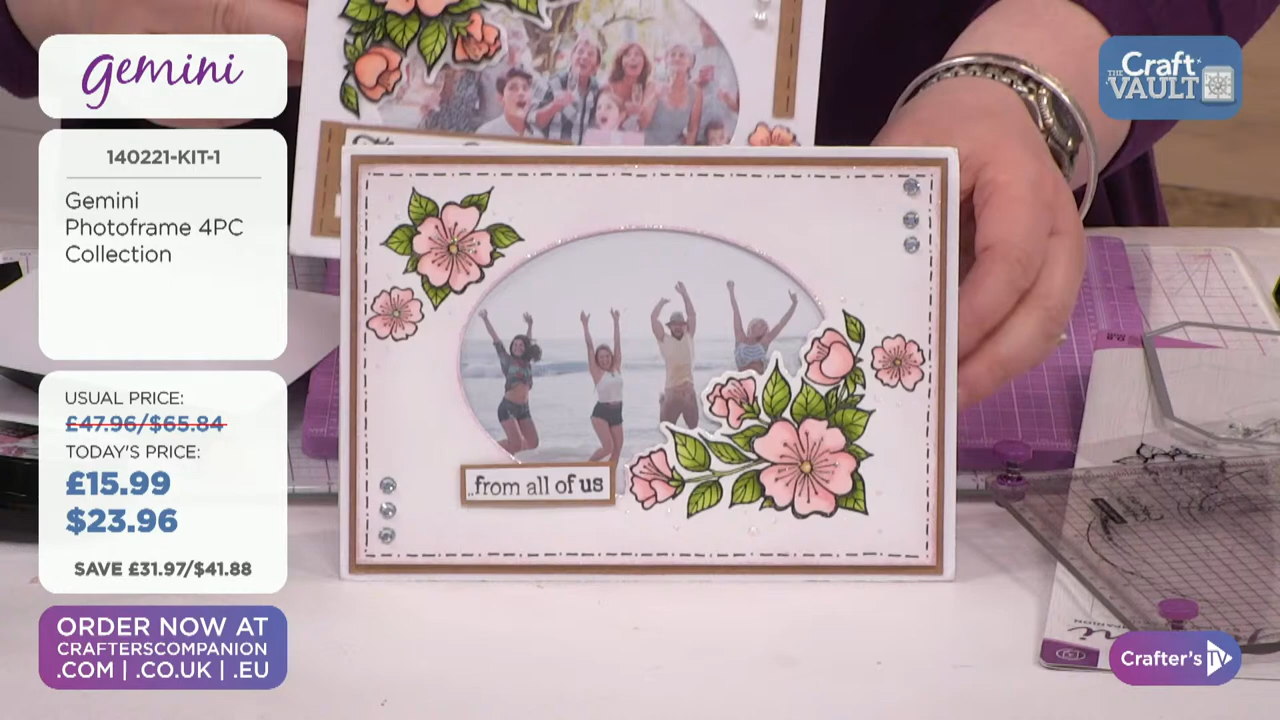 gemini
140221-KIT-1
Gemini
Photoframe 4PC
Collection
USUAL PRICE:
£47.96/$65.84
TODAY'S PRICE:
£15.99
$23.96
SAVE £31.97/$41.88
ORDER NOW AT
CRAFTERSCOMPANION
.COM | .CO.UK | .EU
THE Craft
VAULT
..from all of us
Crafter's TV